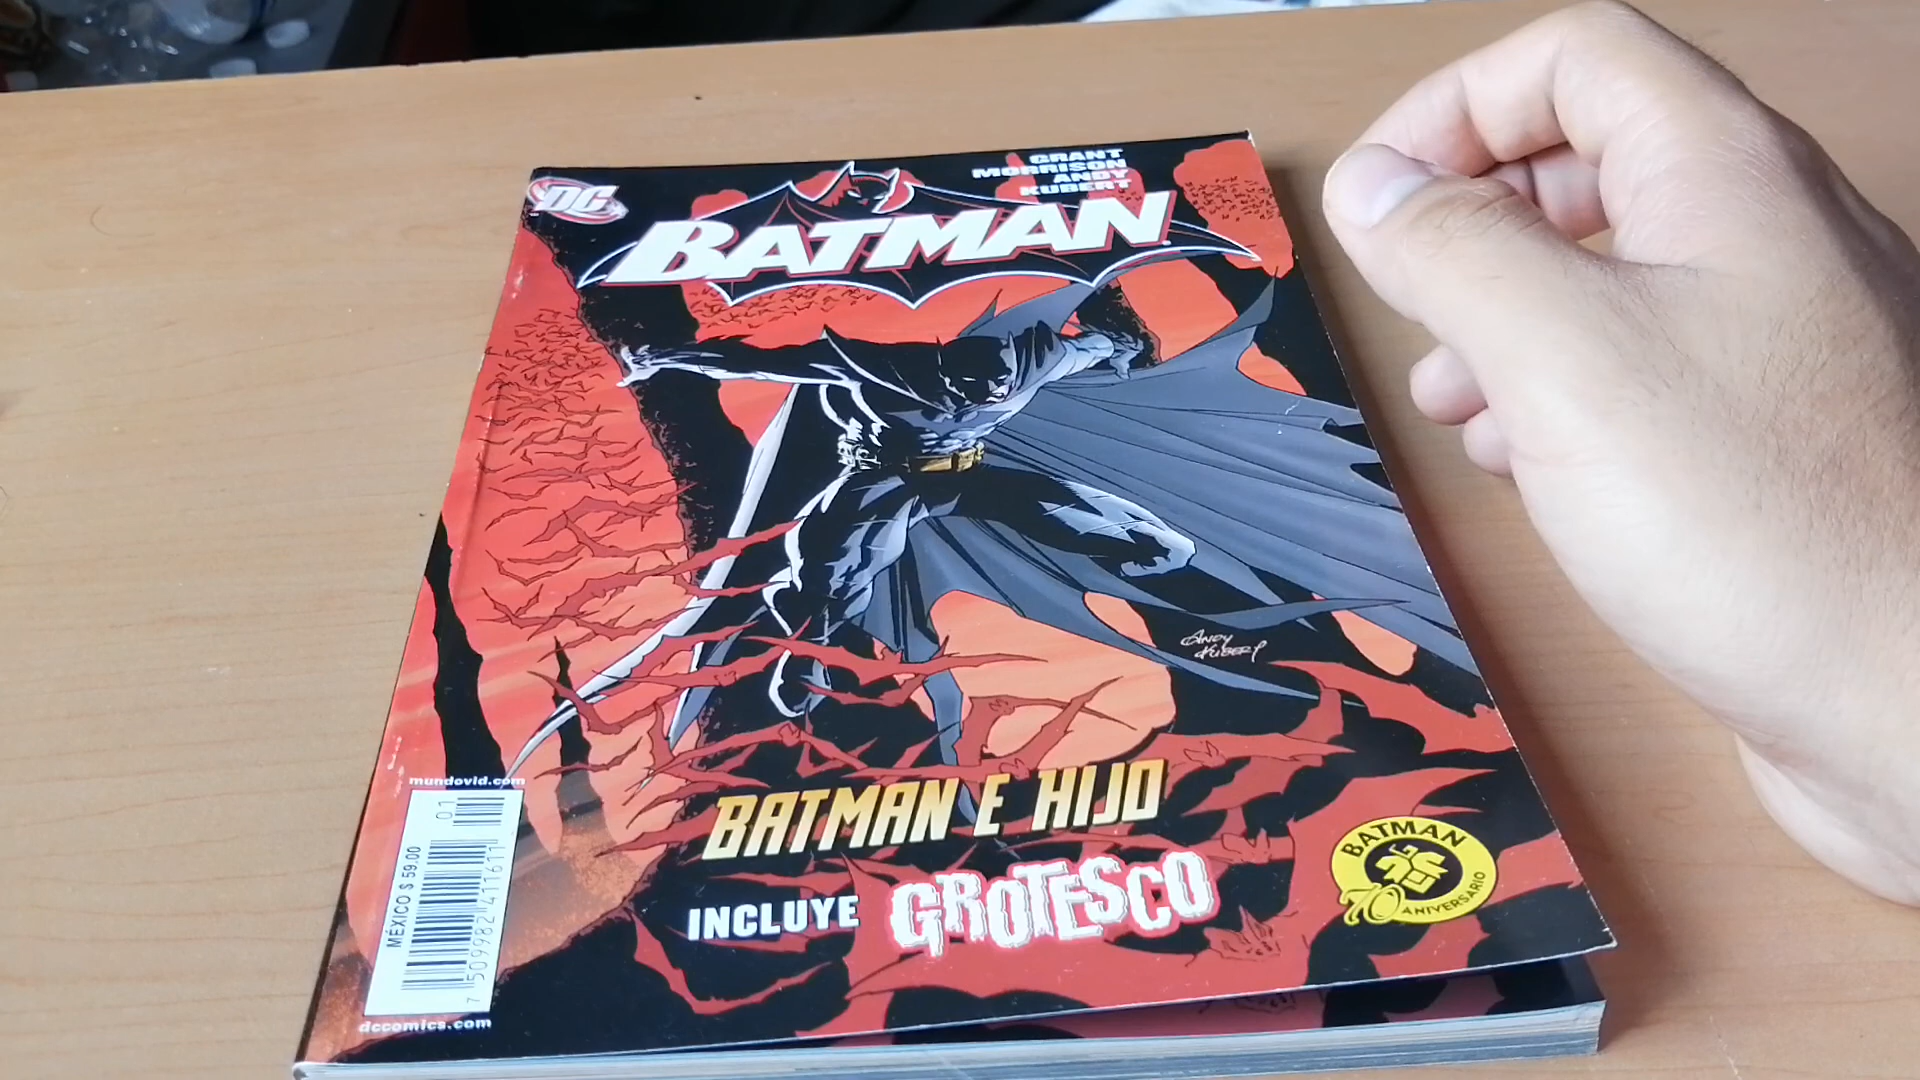 DC
GRANT
MORRISON
ANDY
KUBERT
BATMAN
ANDY
KUBERT
mundovid.com
BATMAN E HIJO
INCLUYE GROTESCO
BATMAN
70 ANIVERSARIO
MÉXICO $ 59.00
01
7 509982 411611
dccomics.com